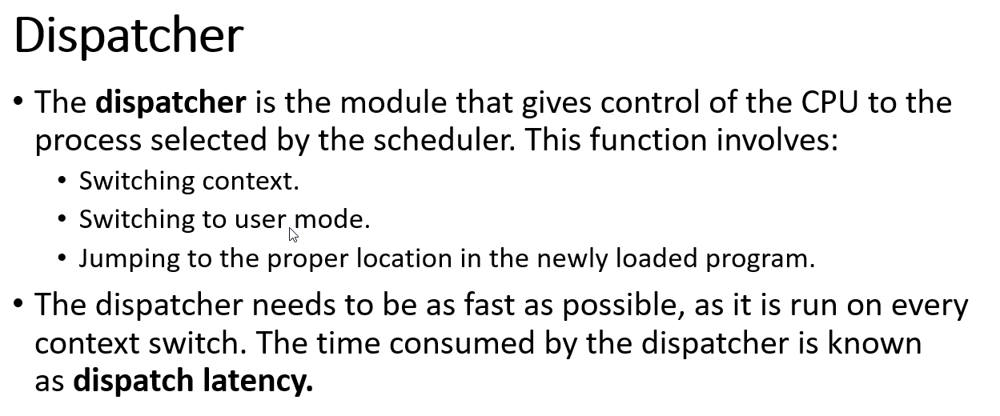 Dispatcher
• The dispatcher is the module that gives control of the CPU to the
process selected by the scheduler. This function involves:
• Switching context.
• Switching to user mode.
• Jumping to the proper location in the newly loaded program.
• The dispatcher needs to be as fast as possible, as it is run on every
context switch. The time consumed by the dispatcher is known
as dispatch latency.